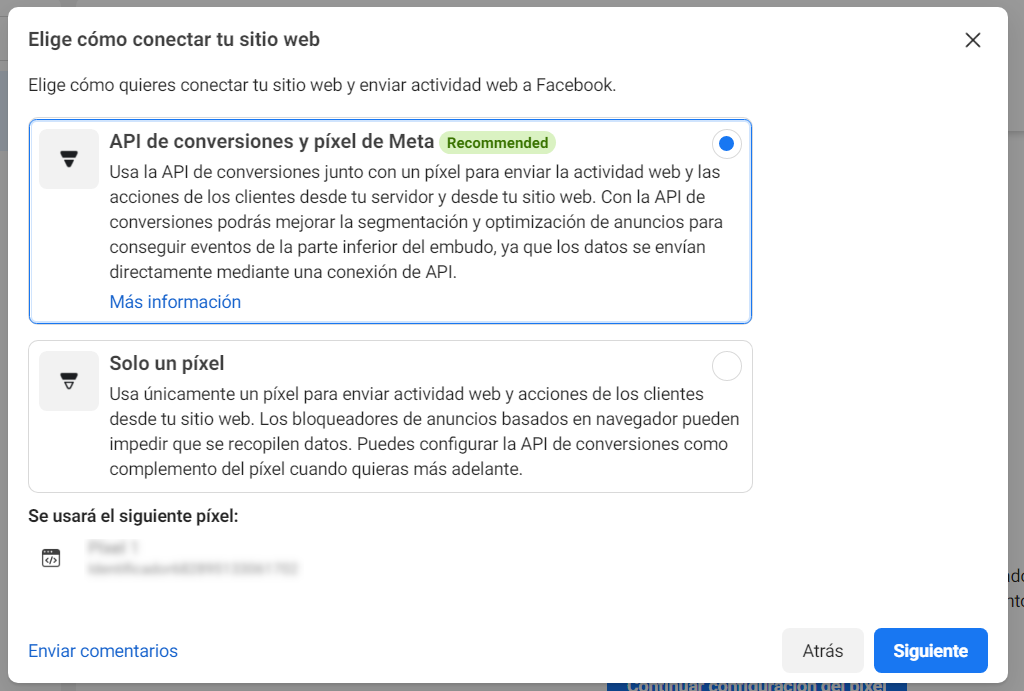 Elige cómo conectar tu sitio web
Elige cómo quieres conectar tu sitio web y enviar actividad web a Facebook.
API de conversiones y píxel de Meta Recommended
Usa la API de conversiones junto con un píxel para enviar la actividad web y las
acciones de los clientes desde tu servidor y desde tu sitio web. Con la API de
conversiones podrás mejorar la segmentación y optimización de anuncios para
conseguir eventos de la parte inferior del embudo, ya que los datos se envían
directamente mediante una conexión de API.
Más información
Solo un píxel
Usa únicamente un píxel para enviar actividad web y acciones de los clientes
desde tu sitio web. Los bloqueadores de anuncios basados en navegador pueden
impedir que se recopilen datos. Puedes configurar la API de conversiones como
complemento del píxel cuando quieras más adelante.
Se usará el siguiente píxel:
Enviar comentarios
Atrás
Siguiente
Continuar configuración del píxel